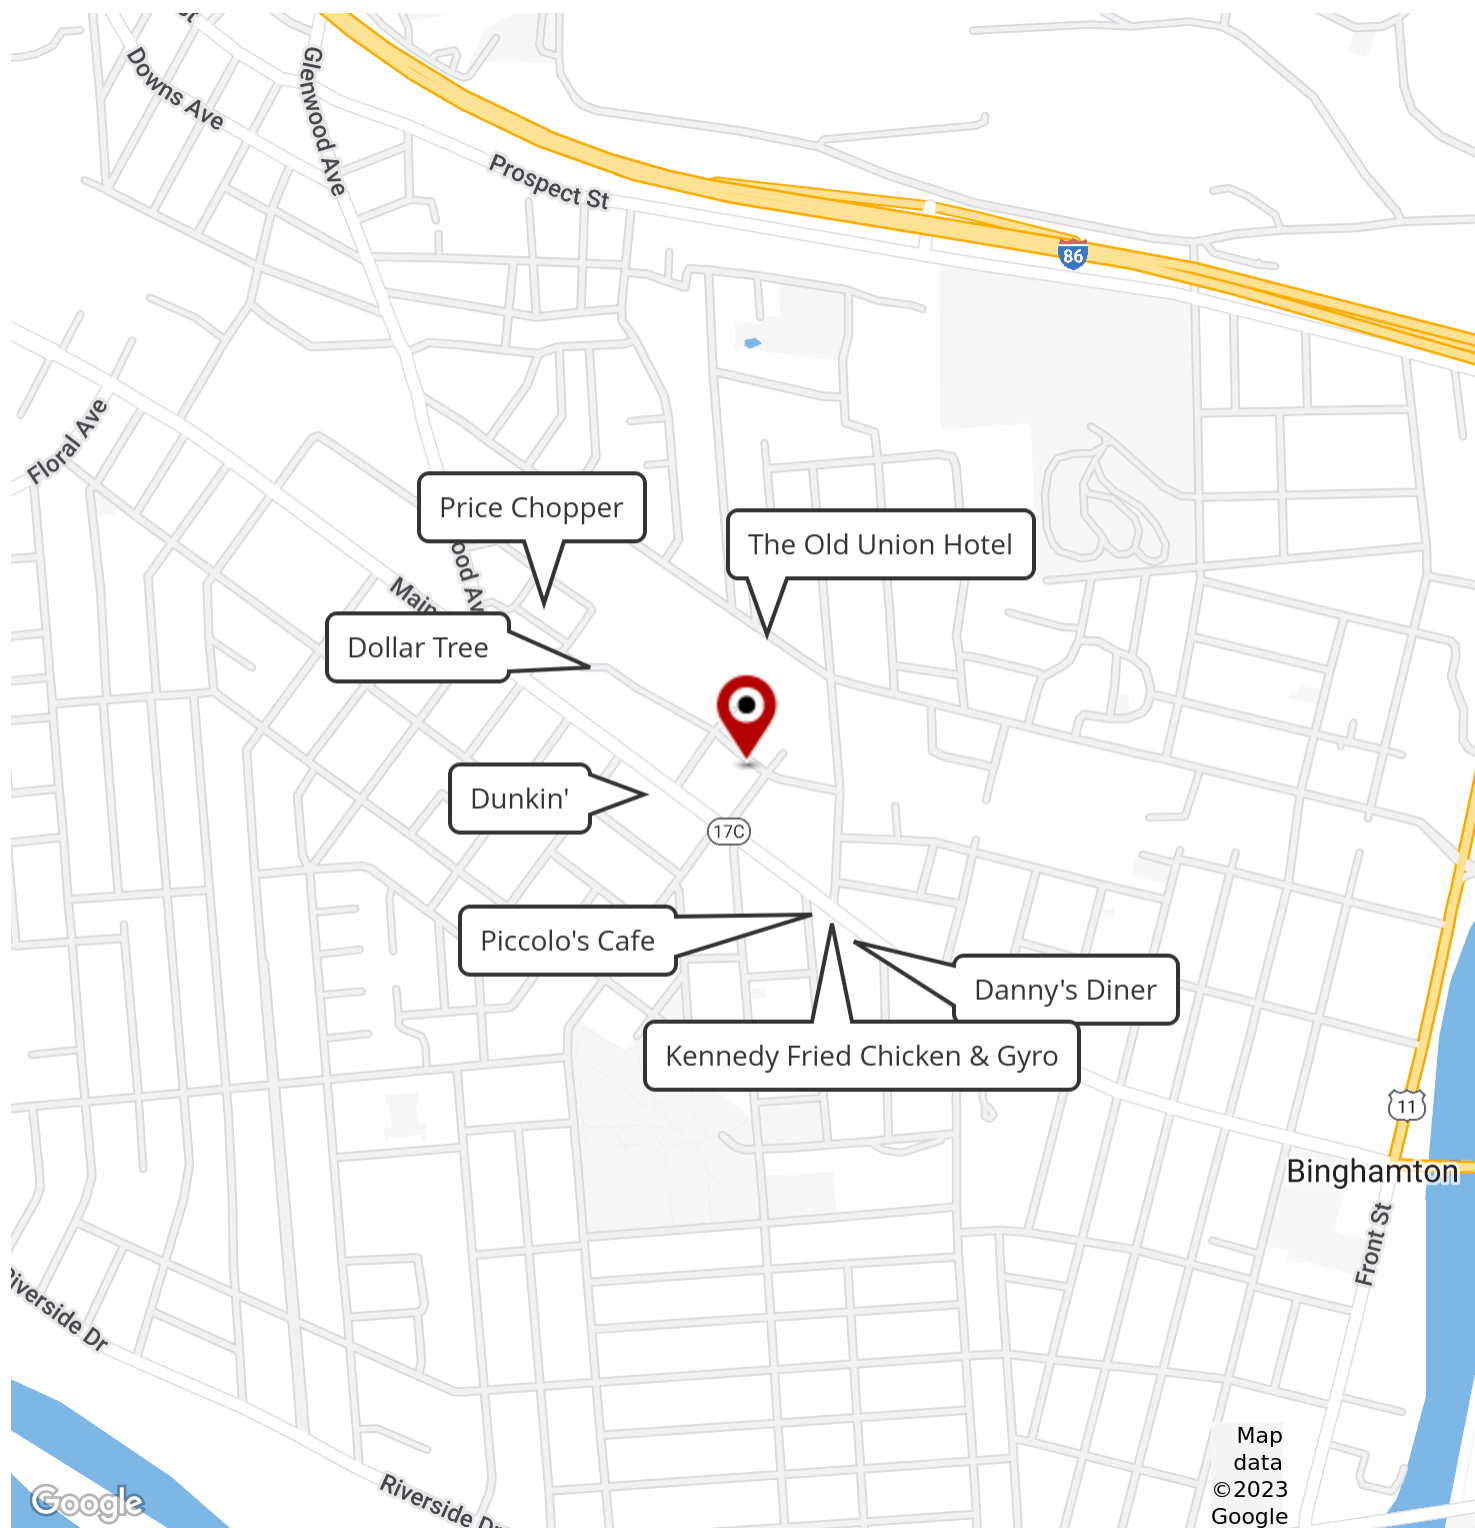 St
Downs Ave
Glenwood Ave
Prospect St
86
Floral Ave
Price Chopper
The Old Union Hotel
ood Av
Main
Dollar Tree
Dunkin'
17C
Piccolo's Cafe
Danny's Diner
Kennedy Fried Chicken & Gyro
11
Binghamton
Front St
Riverside Dr
Riverside Dr
Map
data
©2023
Google
Google